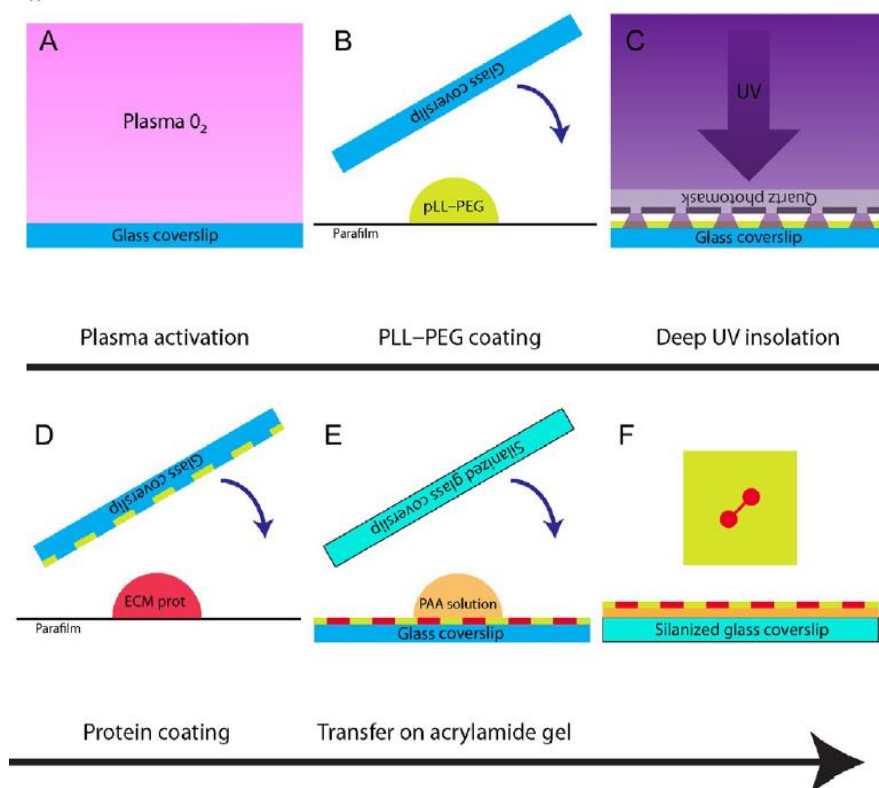 A
B
C
Plasma 0₂
Glass coverslip
UV
pLL-PEG
Quartz photomask
Glass coverslip
Parafilm
Glass coverslip
Plasma activation
PLL-PEG coating
Deep UV insolation
D
E
F
Glass coverslip
Silanized glass coverslip
ECM prot
PAA solution
Parafilm
Glass coverslip
Silanized glass coverslip
Protein coating
Transfer on acrylamide gel